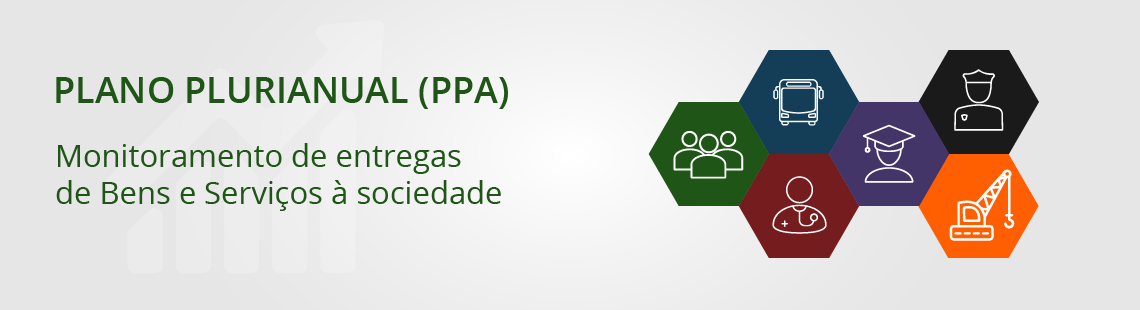 PLANO PLURIANUAL (PPA)
Monitoramento de entregas
de Bens e Serviços à sociedade